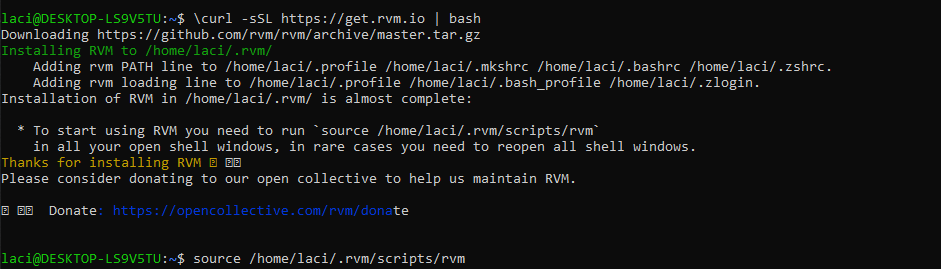 laci@DESKTOP-LS9V5TU:~$ \curl -sSL https://get.rvm.io | bash
Downloading https://github.com/rvm/rvm/archive/master.tar.gz
Installing RVM to /home/laci/.rvm/
    Adding rvm PATH line to /home/laci/.profile /home/laci/.mkshrc /home/laci/.bashrc /home/laci/.zshrc.
    Adding rvm loading line to /home/laci/.profile /home/laci/.bash_profile /home/laci/.zlogin.
Installation of RVM in /home/laci/.rvm/ is almost complete:
  * To start using RVM you need to run `source /home/laci/.rvm/scripts/rvm`
    in all your open shell windows, in rare cases you need to reopen all shell windows.
Thanks for installing RVM
Please consider donating to our open collective to help us maintain RVM.
Donate: https://opencollective.com/rvm/donate
laci@DESKTOP-LS9V5TU:~$ source /home/laci/.rvm/scripts/rvm